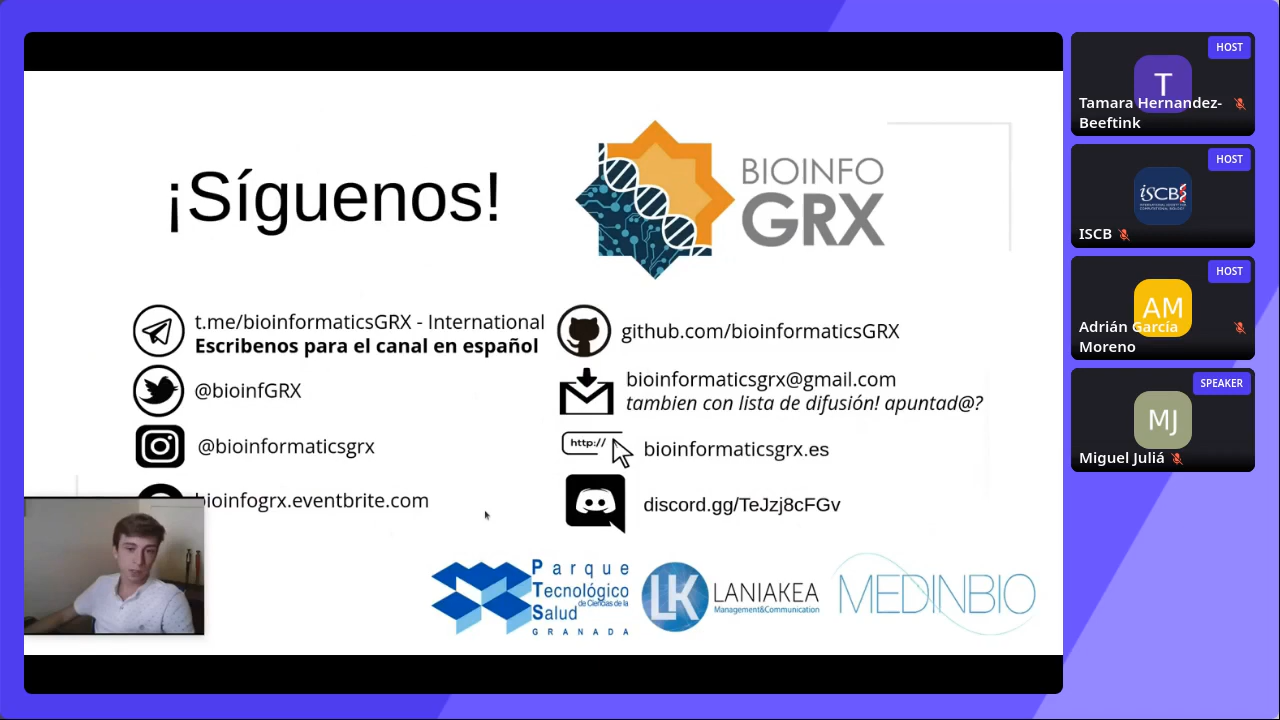 ¡Síguenos!
BIOINFO
GRX
t.me/bioinformaticsGRX - International
Escribenos para el canal en español
@bioinfGRX
@bioinformaticsgrx
bioinfogrx.eventbrite.com
github.com/bioinformaticsGRX
bioinformaticsgrx@gmail.com
tambien con lista de difusión! apuntad@?
http://
bioinformaticsgrx.es
discord.gg/TeJzj8cFGv
Parque
Tecnológico
de Ciencias de la
Salud
GRANADA
LK
LANIAKEA
Management&Communication
MEDINBIO
HOST
T
Tamara Hernandez-
Beeftink
HOST
iSCB
ISCB
HOST
AM
Adrián García
Moreno
SPEAKER
MJ
Miguel Juliá